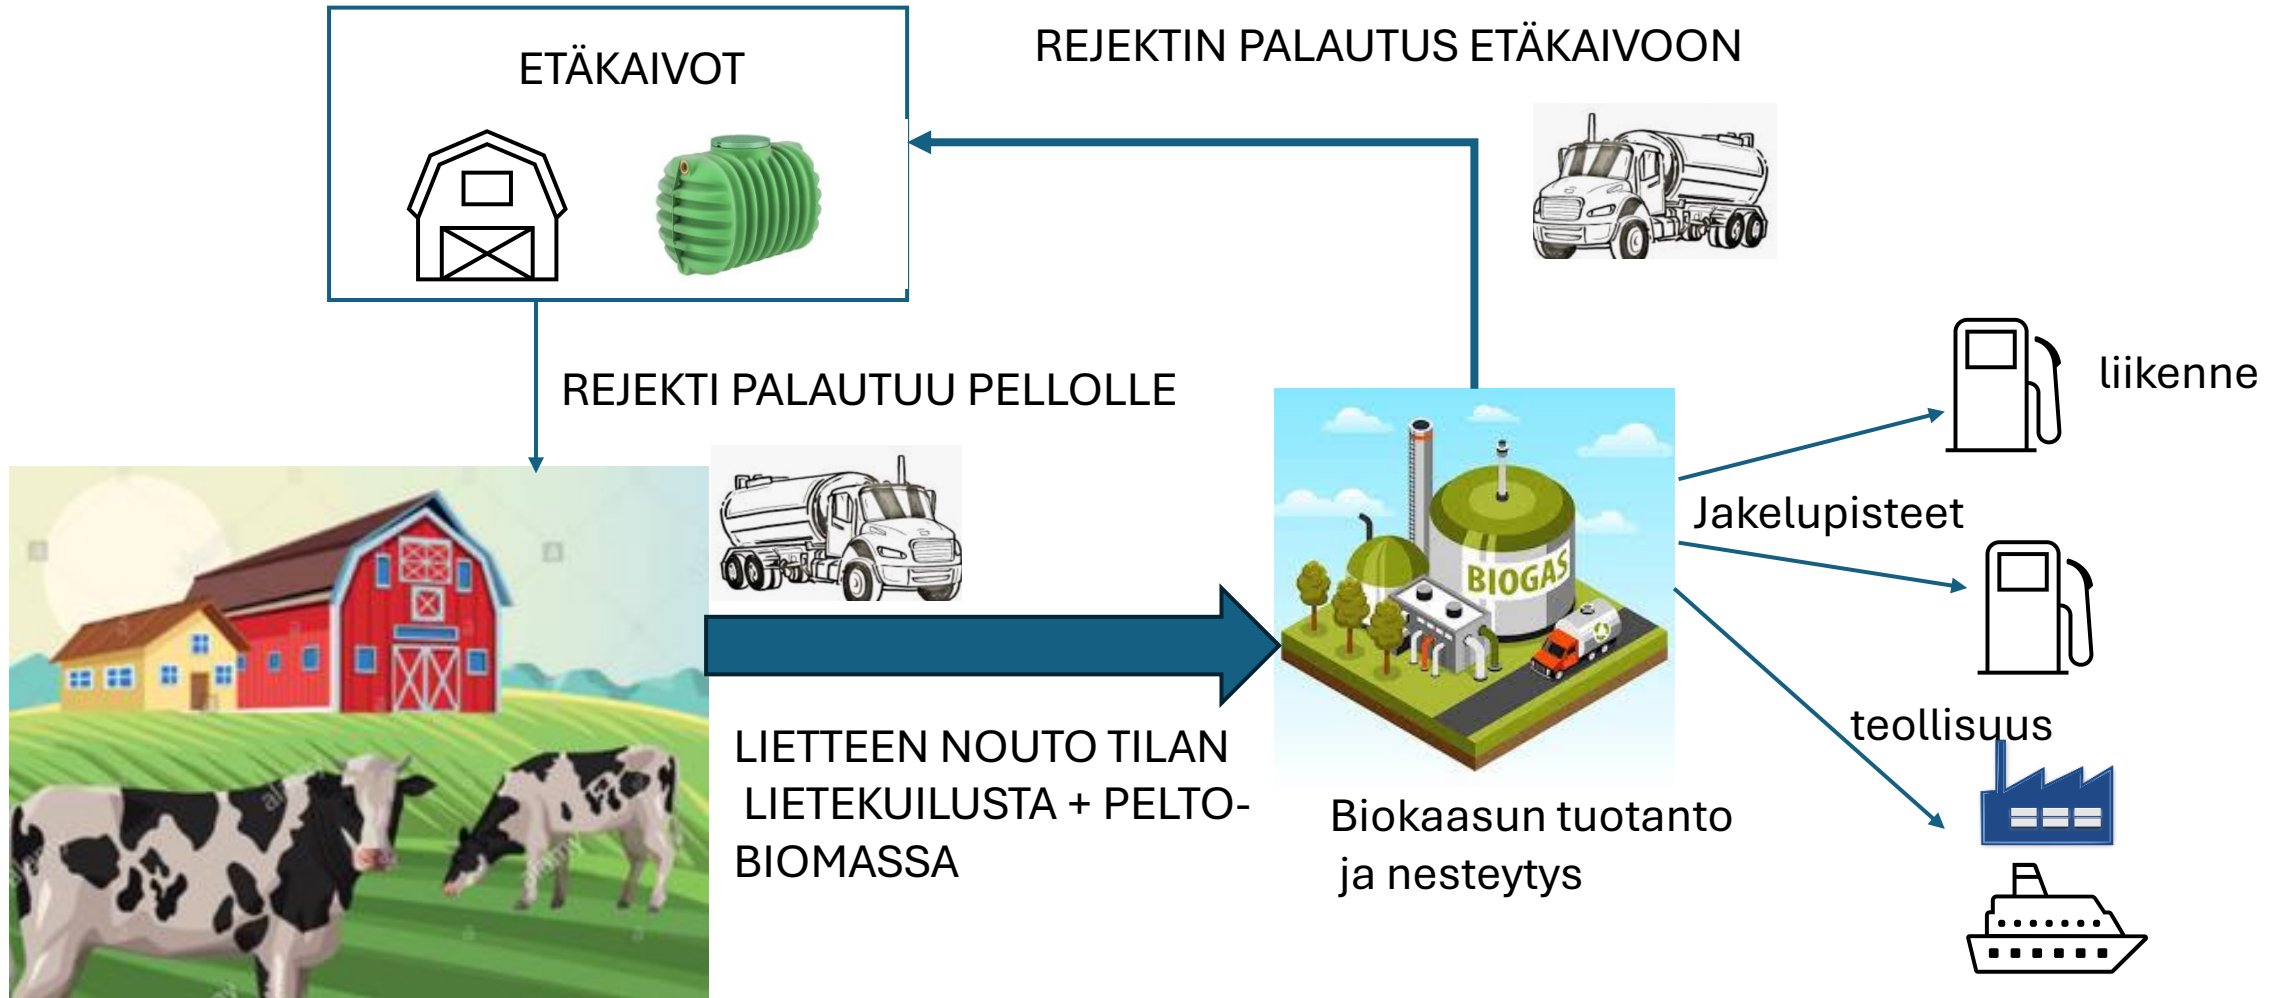 ETÄKAIVOT
REJEKTIN PALAUTUS ETÄKAIVOON
REJEKTI PALAUTUU PELLOLLE
liikenne
Jakelupisteet
BIOGAS
teollisuus
LIETTEEN NOUTO TILAN
LIETEKUILUSTA + PELTO-
BIOMASSA
Biokaasun tuotanto
ja nesteytys
alamy